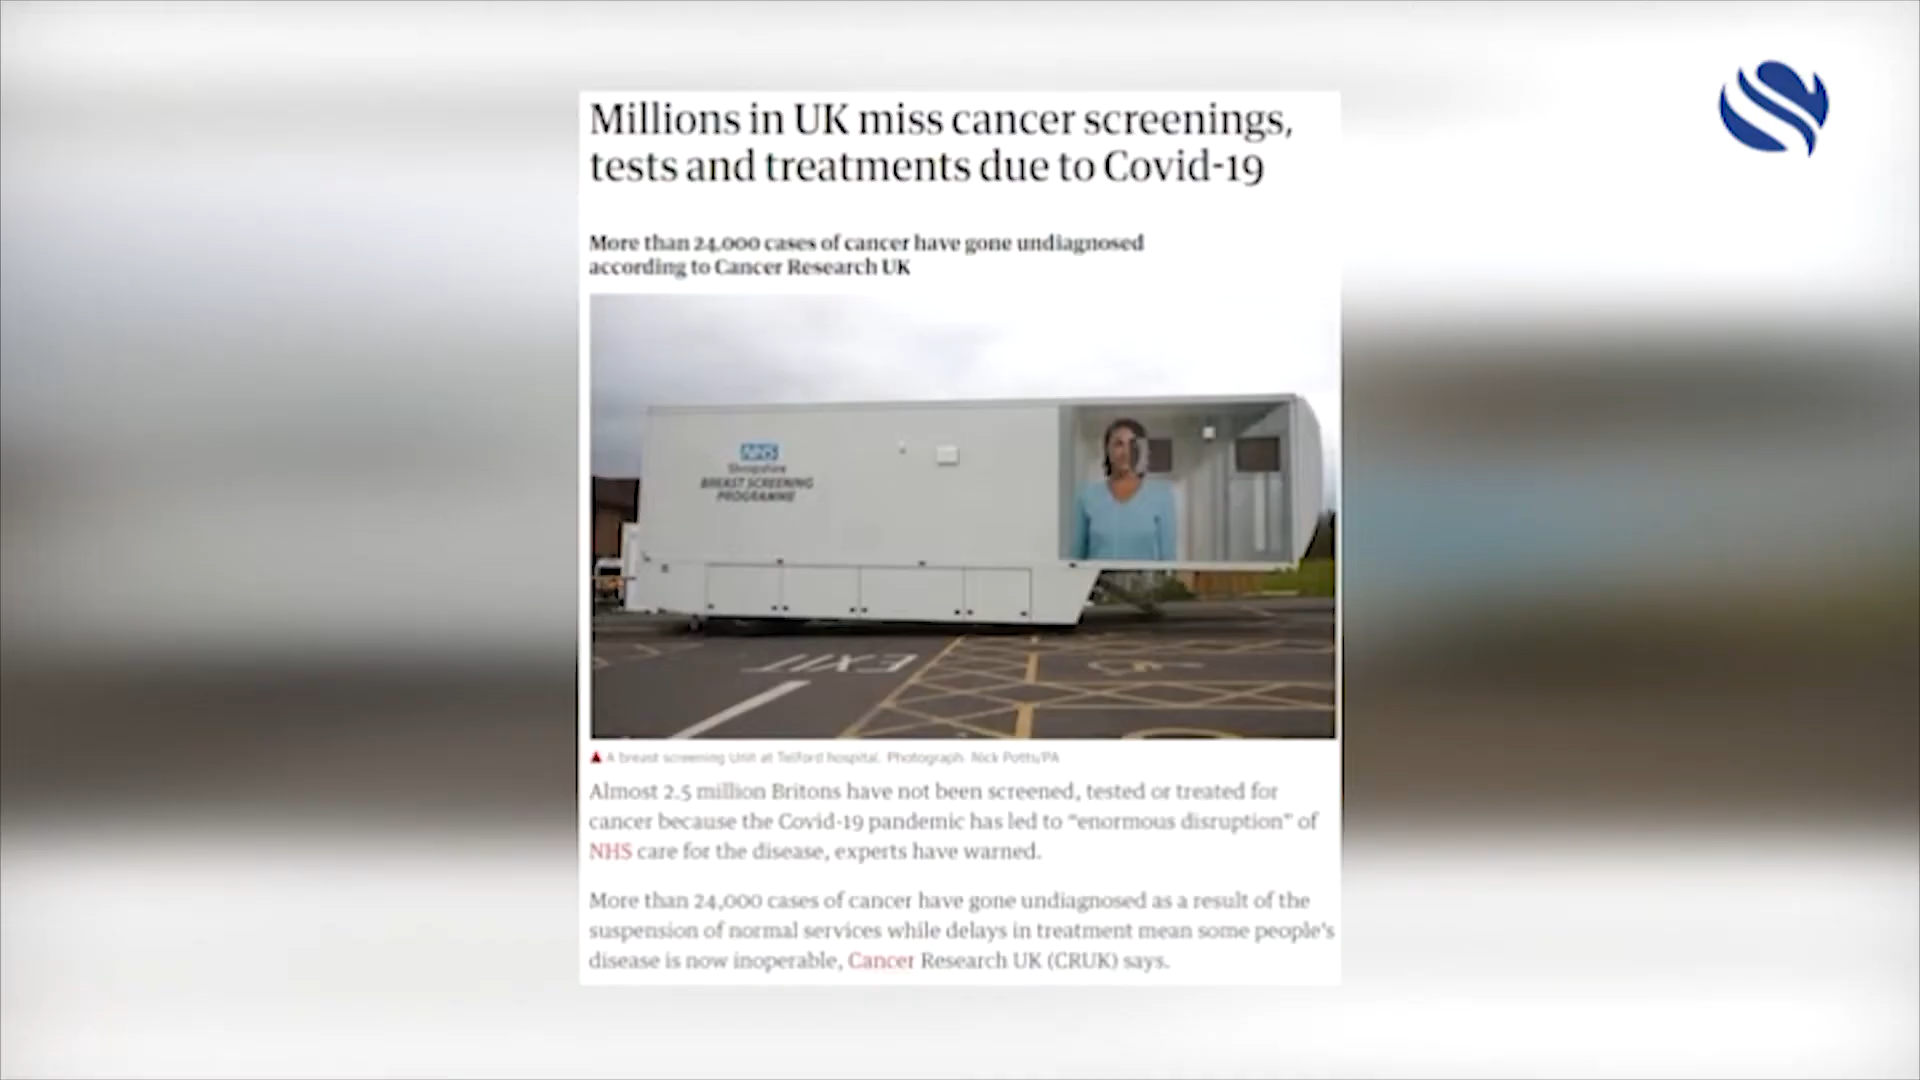 Millions in UK miss cancer screenings,
tests and treatments due to Covid-19
More than 24,000 cases of cancer have gone undiagnosed
according to Cancer Research UK
NHS
Shropshire
BREAST SCREENING
PROGRAMME
EXIT
A breast screening Unit at Telford hospital. Photograph: Nick Potts/PA
Almost 2.5 million Britons have not been screened, tested or treated for
cancer because the Covid-19 pandemic has led to “enormous disruption” of
NHS care for the disease, experts have warned.
More than 24,000 cases of cancer have gone undiagnosed as a result of the
suspension of normal services while delays in treatment mean some people's
disease is now inoperable, Cancer Research UK (CRUK) says.